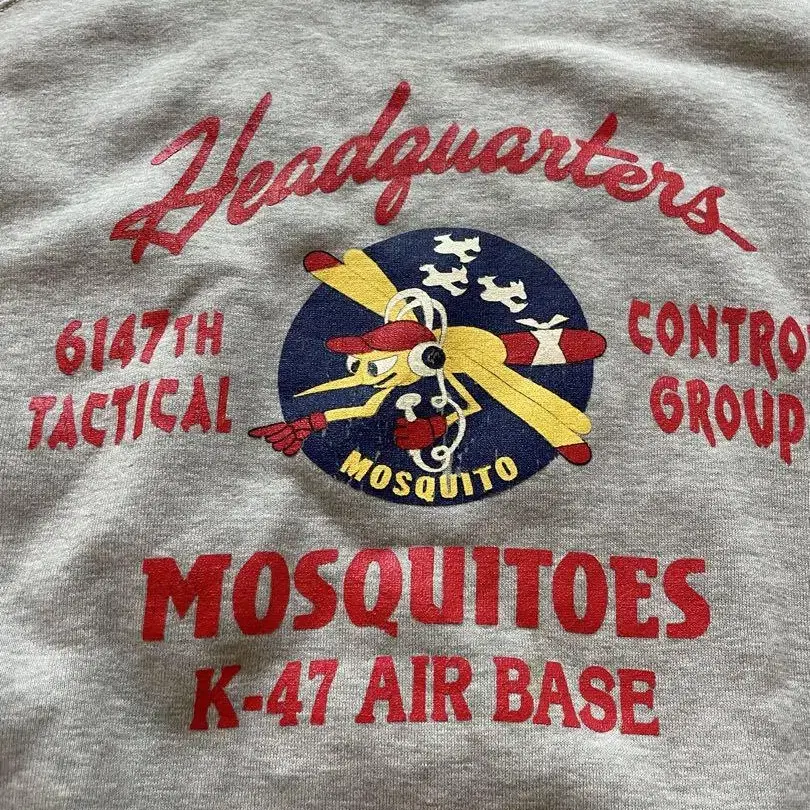 Headquarters
6147TH
TACTICAL
CONTRO
GROUP
MOSQUITO
MOSQUITOES
K-47 AIR BASE